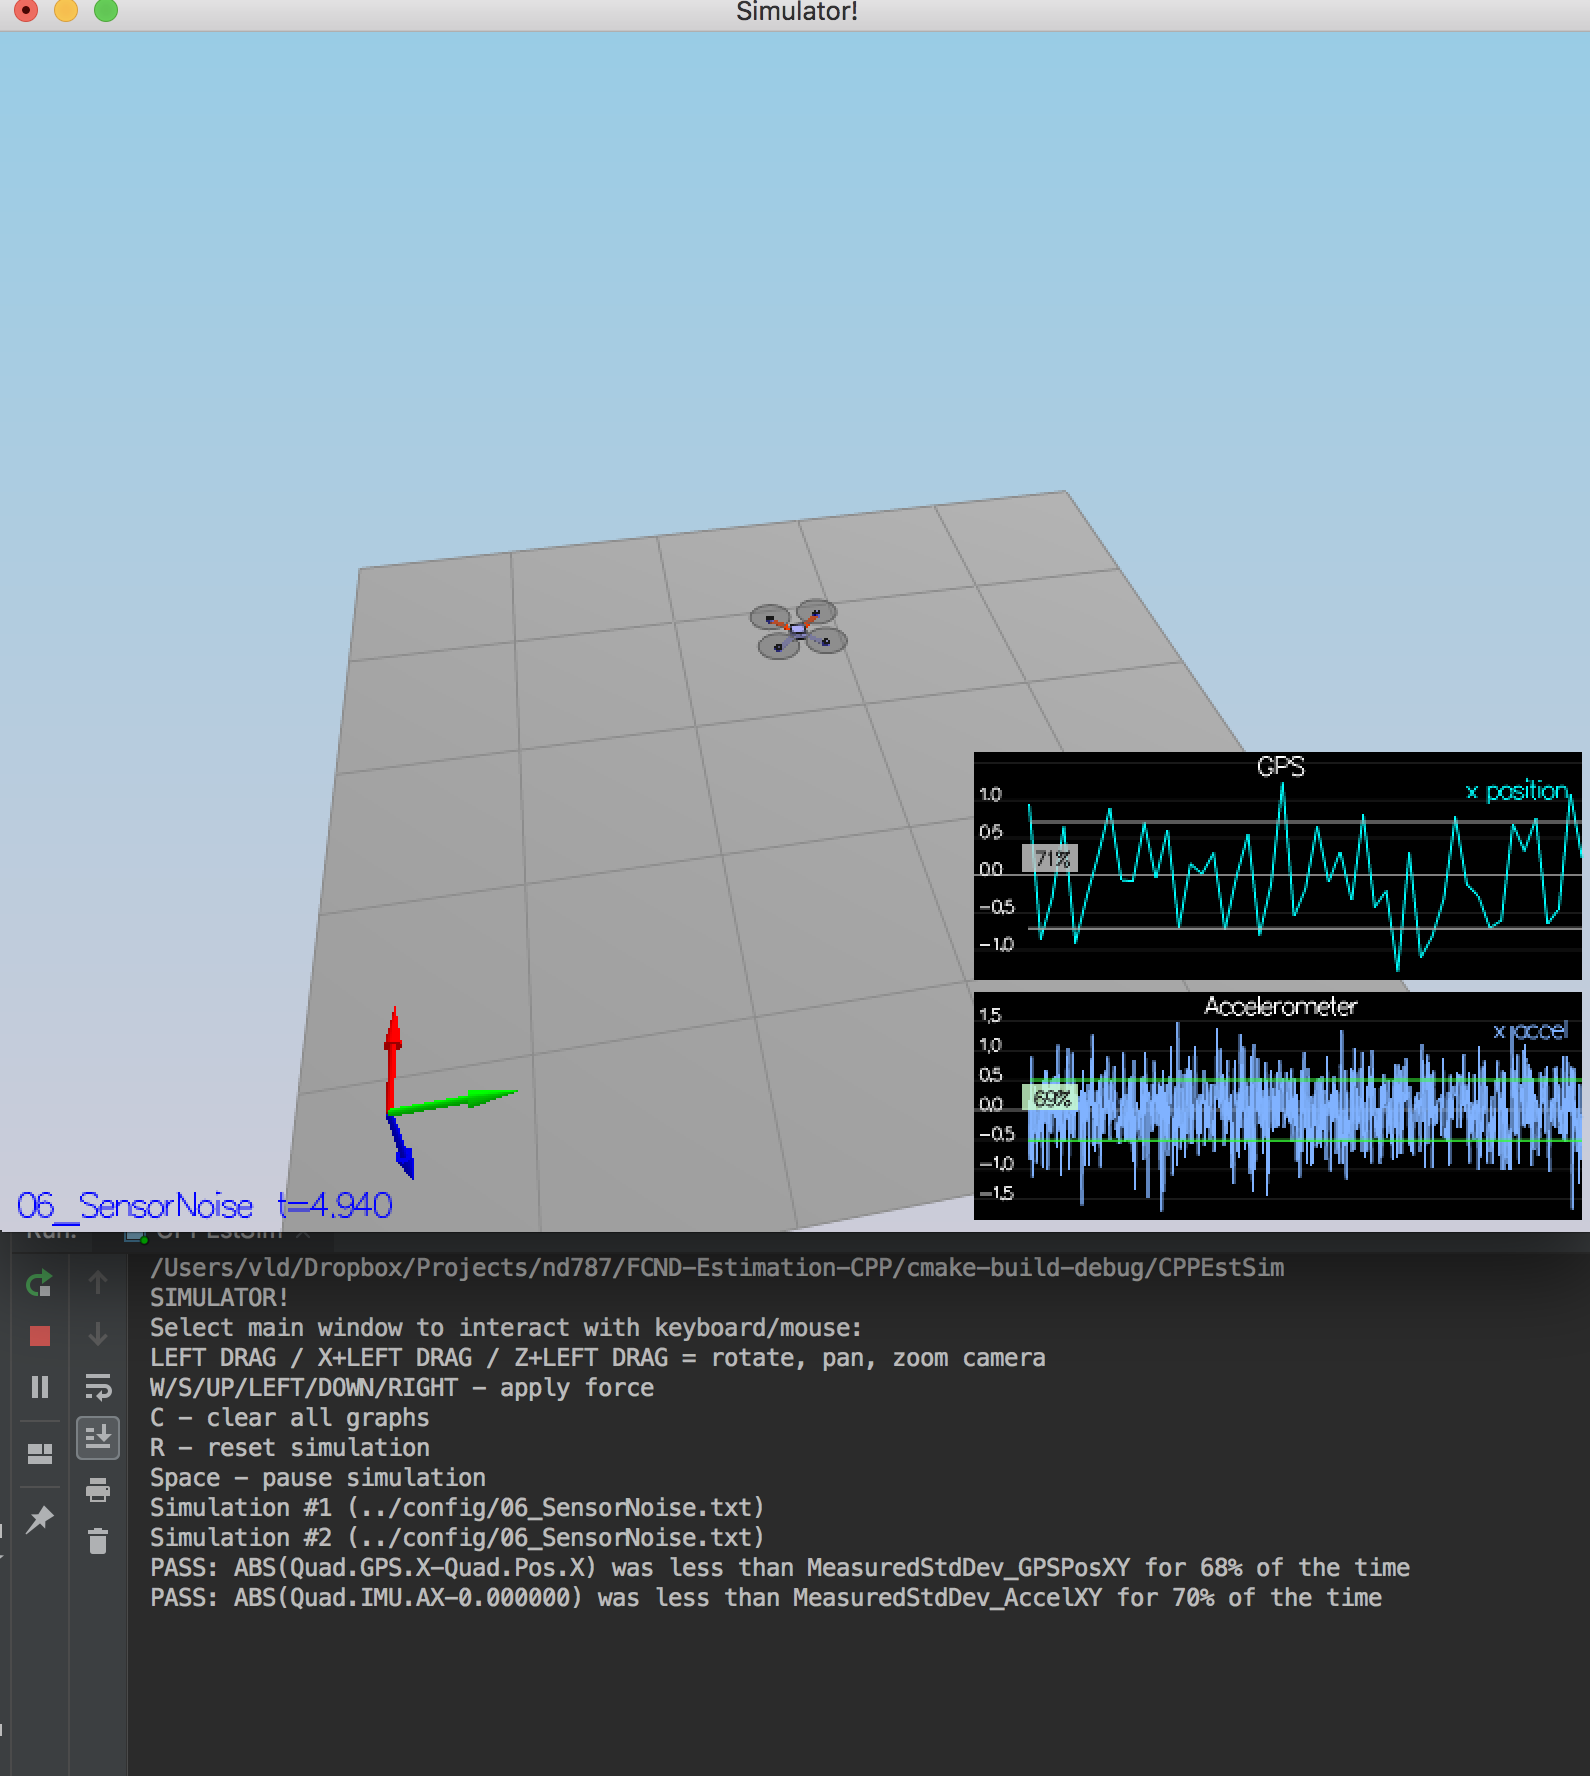 Simulator!
GPS
x position
1.0
0.5
0.0
-0.5
-1.0
71%
Accelerometer
x accel
1.5
1.0
0.5
0.0
-0.5
-1.0
-1.5
69%
06_SensorNoise t=4.940
Run: CPPEstSim
/Users/vld/Dropbox/Projects/nd787/FCND-Estimation-CPP/cmake-build-debug/CPPEstSim
SIMULATOR!
Select main window to interact with keyboard/mouse:
LEFT DRAG / X+LEFT DRAG / Z+LEFT DRAG = rotate, pan, zoom camera
W/S/UP/LEFT/DOWN/RIGHT - apply force
C - clear all graphs
R - reset simulation
Space - pause simulation
Simulation #1 (../config/06_SensorNoise.txt)
Simulation #2 (../config/06_SensorNoise.txt)
PASS: ABS(Quad.GPS.X-Quad.Pos.X) was less than MeasuredStdDev_GPSPosXY for 68% of the time
PASS: ABS(Quad.IMU.AX-0.000000) was less than MeasuredStdDev_AccelXY for 70% of the time